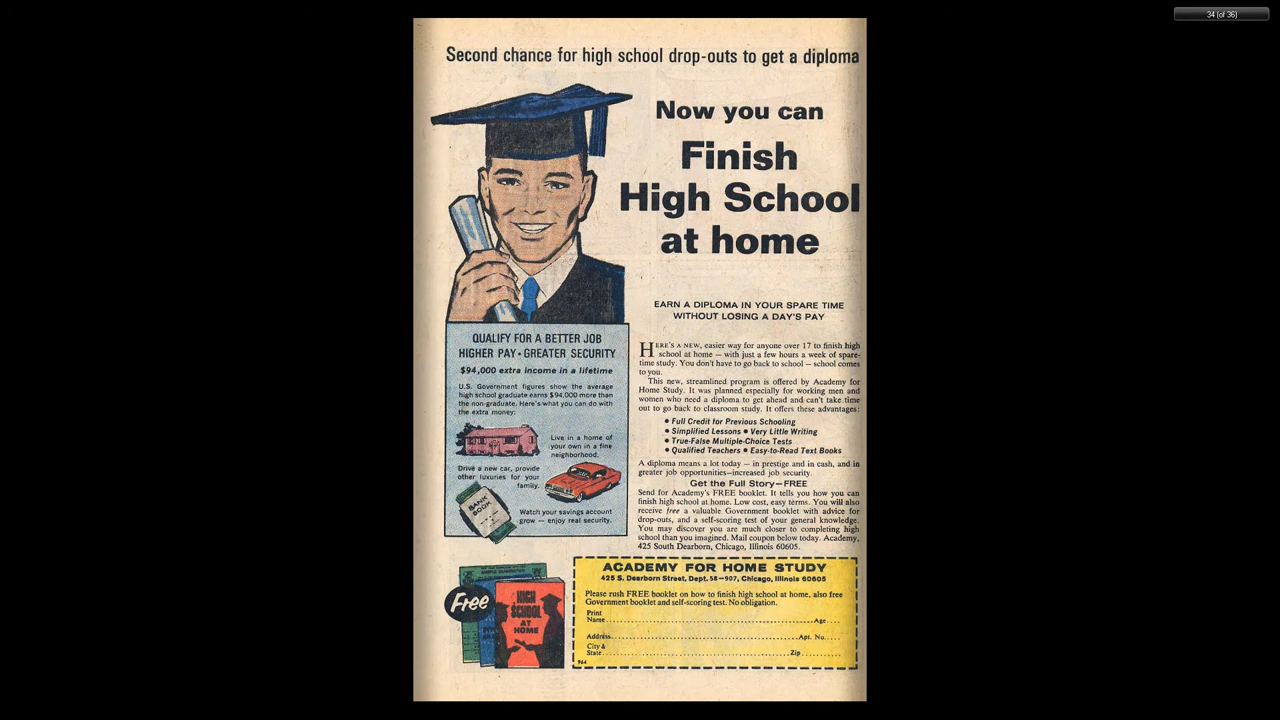 34 (of 36)
Second chance for high school drop-outs to get a diploma
Now you can
Finish
High School
at home
EARN A DIPLOMA IN YOUR SPARE TIME
WITHOUT LOSING A DAY'S PAY
QUALIFY FOR A BETTER JOB
HIGHER PAY • GREATER SECURITY
$94,000 extra income in a lifetime
U.S. Government figures show the average
high school graduate earns $94,000 more than
the non-graduate. Here's what you can do with
the extra money:
Live in a home of
your own in a fine
neighborhood.
Drive a new car, provide
other luxuries for your
family.
BANK
BOOK
Watch your savings account
grow — enjoy real security.
HERE'S A NEW, easier way for anyone over 17 to finish high
school at home — with just a few hours a week of spare-
time study. You don't have to go back to school — school comes
to you.
This new, streamlined program is offered by Academy for
Home Study. It was planned especially for working men and
women who need a diploma to get ahead and can't take time
out to go back to classroom study. It offers these advantages:
• Full Credit for Previous Schooling
• Simplified Lessons • Very Little Writing
• True-False Multiple-Choice Tests
• Qualified Teachers • Easy-to-Read Text Books
A diploma means a lot today — in prestige and in cash, and in
greater job opportunities—increased job security.
Get the Full Story—FREE
Send for Academy's FREE booklet. It tells you how you can
finish high school at home. Low cost, easy terms. You will also
receive free a valuable Government booklet with advice for
drop-outs, and a self-scoring test of your general knowledge.
You may discover you are much closer to completing high
school than you imagined. Mail coupon below today. Academy,
425 South Dearborn, Chicago, Illinois 60605.
Free
HIGH
SCHOOL
AT
HOME
ACADEMY FOR HOME STUDY
425 S. Dearborn Street, Dept. 58—907, Chicago, Illinois 60605
Please rush FREE booklet on how to finish high school at home, also free
Government booklet and self-scoring test. No obligation.
Print
Name Age
Address Apt. No.
City &
State Zip
964